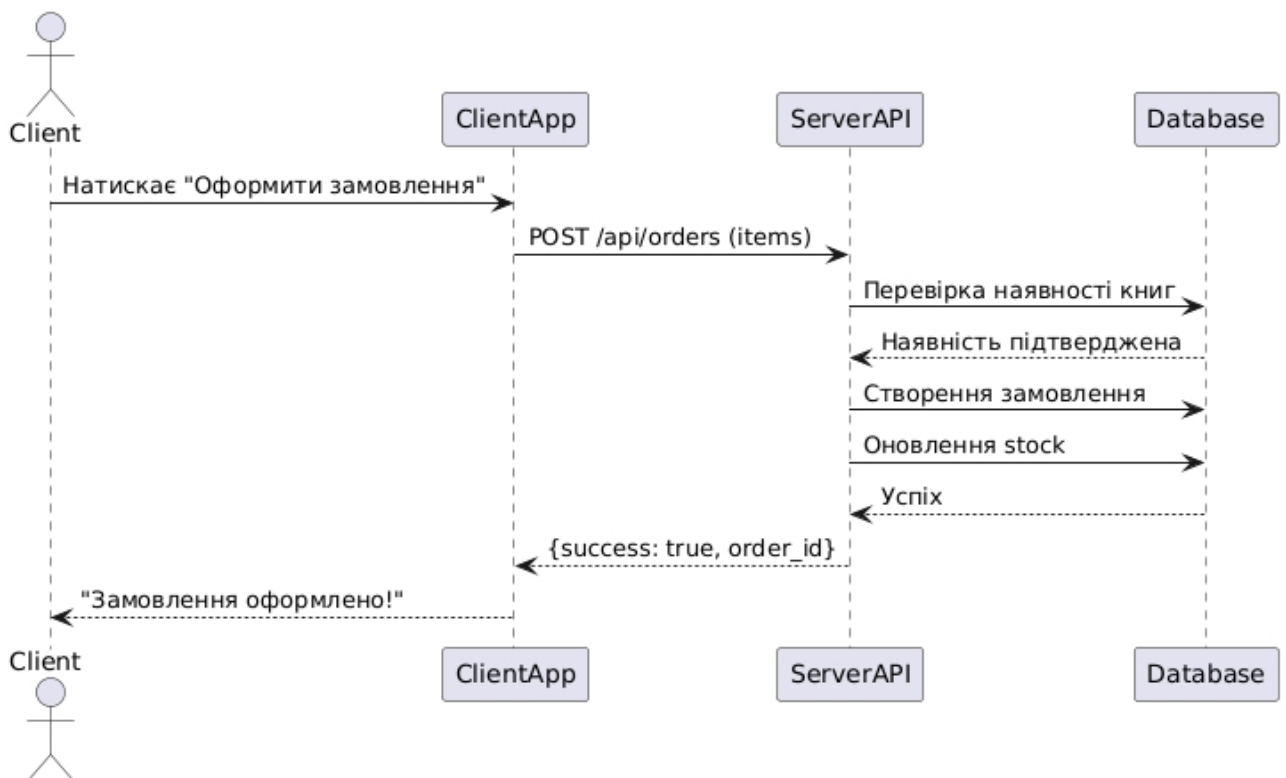 Client
ClientApp
ServerAPI
Database
Натискає "Оформити замовлення"
POST /api/orders (items)
Перевірка наявності книг
Наявність підтверджена
Створення замовлення
Оновлення stock
Успіх
{success: true, order_id}
"Замовлення оформлено!"
Client
ClientApp
ServerAPI
Database